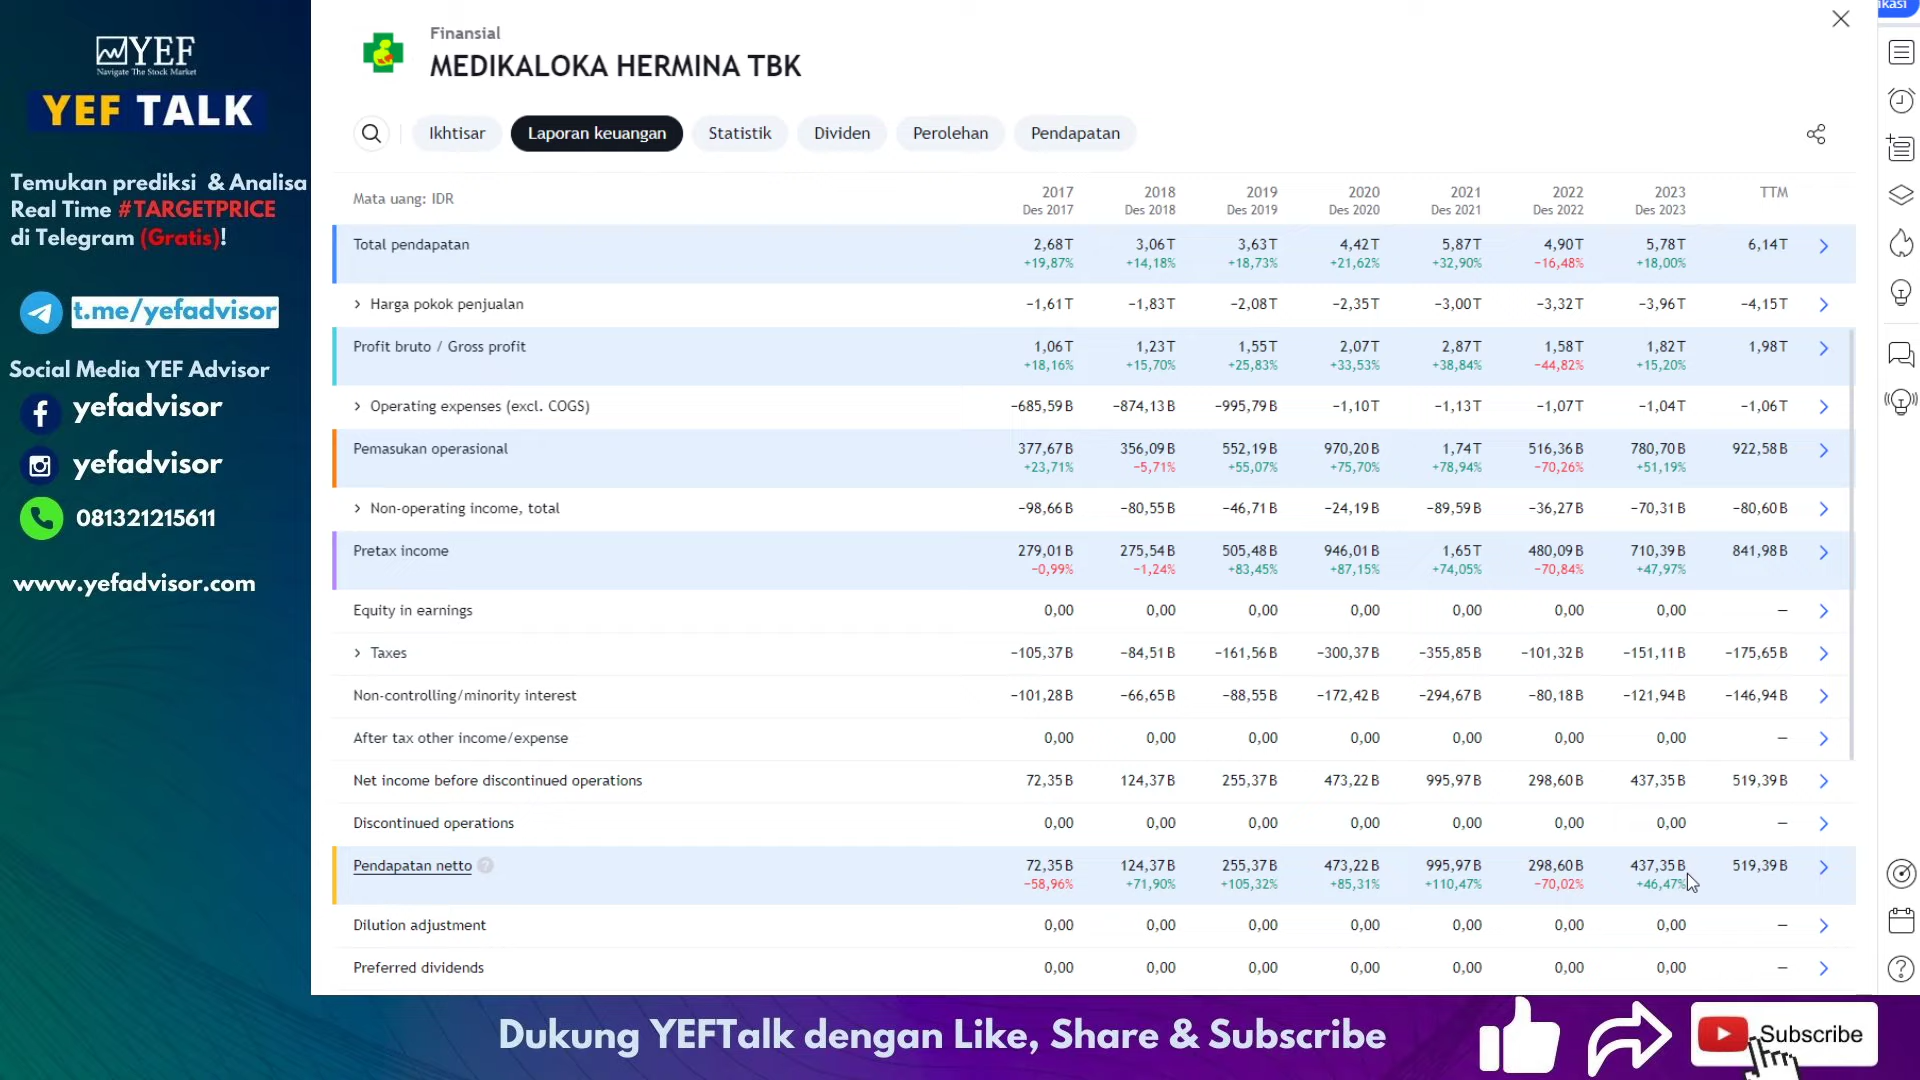 YEF
Navigate The Stock Market
YEF TALK
Temukan prediksi & Analisa
Real Time #TARGETPRICE
di Telegram (Gratis)!
t.me/yefadvisor
Social Media YEF Advisor
yefadvisor
yefadvisor
081321215611
www.yefadvisor.com
Finansial
MEDIKALOKA HERMINA TBK
Ikhtisar Laporan keuangan Statistik Dividen Perolehan Pendapatan
Mata uang: IDR 2017 2018 2019 2020 2021 2022 2023 TTM
Des 2017 Des 2018 Des 2019 Des 2020 Des 2021 Des 2022 Des 2023
Total pendapatan 2,68T 3,06T 3,63T 4,42T 5,87T 4,90T 5,78T 6,14T
+19,87% +14,18% +18,73% +21,62% +32,90% −16,48% +18,00%
Harga pokok penjualan −1,61T −1,83T −2,08T −2,35T −3,00T −3,32T −3,96T −4,15T
Profit bruto / Gross profit 1,06T 1,23T 1,55T 2,07T 2,87T 1,58T 1,82T 1,98T
+18,16% +15,70% +25,83% +33,53% +38,84% −44,82% +15,20%
Operating expenses (excl. COGS) −685,59B −874,13B −995,79B −1,10T −1,13T −1,07T −1,04T −1,06T
Pemasukan operasional 377,67B 356,09B 552,19B 970,20B 1,74T 516,36B 780,70B 922,58B
+23,71% −5,71% +55,07% +75,70% +78,94% −70,26% +51,19%
Non-operating income, total −98,66B −80,55B −46,71B −24,19B −89,59B −36,27B −70,31B −80,60B
Pretax income 279,01B 275,54B 505,48B 946,01B 1,65T 480,09B 710,39B 841,98B
−0,99% −1,24% +83,45% +87,15% +74,05% −70,84% +47,97%
Equity in earnings 0,00 0,00 0,00 0,00 0,00 0,00 0,00 —
Taxes −105,37B −84,51B −161,56B −300,37B −355,85B −101,32B −151,11B −175,65B
Non-controlling/minority interest −101,28B −66,65B −88,55B −172,42B −294,67B −80,18B −121,94B −146,94B
After tax other income/expense 0,00 0,00 0,00 0,00 0,00 0,00 0,00 —
Net income before discontinued operations 72,35B 124,37B 255,37B 473,22B 995,97B 298,60B 437,35B 519,39B
Discontinued operations 0,00 0,00 0,00 0,00 0,00 0,00 0,00 —
Pendapatan netto 72,35B 124,37B 255,37B 473,22B 995,97B 298,60B 437,35B 519,39B
−58,96% +71,90% +105,32% +85,31% +110,47% −70,02% +46,47%
Dilution adjustment 0,00 0,00 0,00 0,00 0,00 0,00 0,00 —
Preferred dividends 0,00 0,00 0,00 0,00 0,00 0,00 0,00 —
Dukung YEFTalk dengan Like, Share & Subscribe
Subscribe